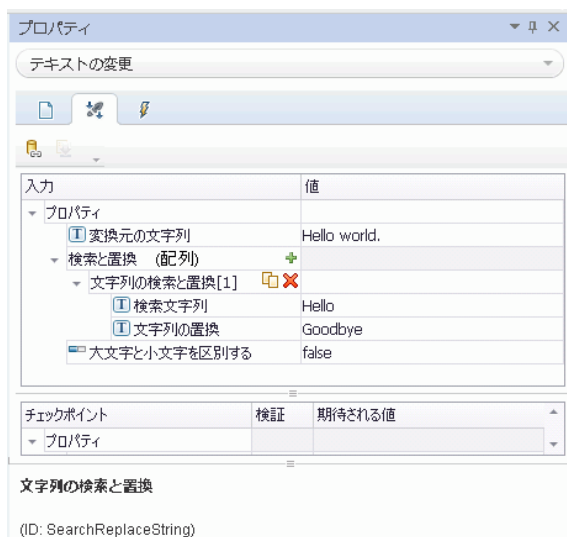 プロパティ
テキストの変更
入力 値
プロパティ
変換元の文字列 Hello world.
検索と置換 (配列)
文字列の検索と置換[1]
検索文字列 Hello
文字列の置換 Goodbye
大文字と小文字を区別する false
チェックポイント 検証 期待される値
プロパティ
文字列の検索と置換
(ID: SearchReplaceString)